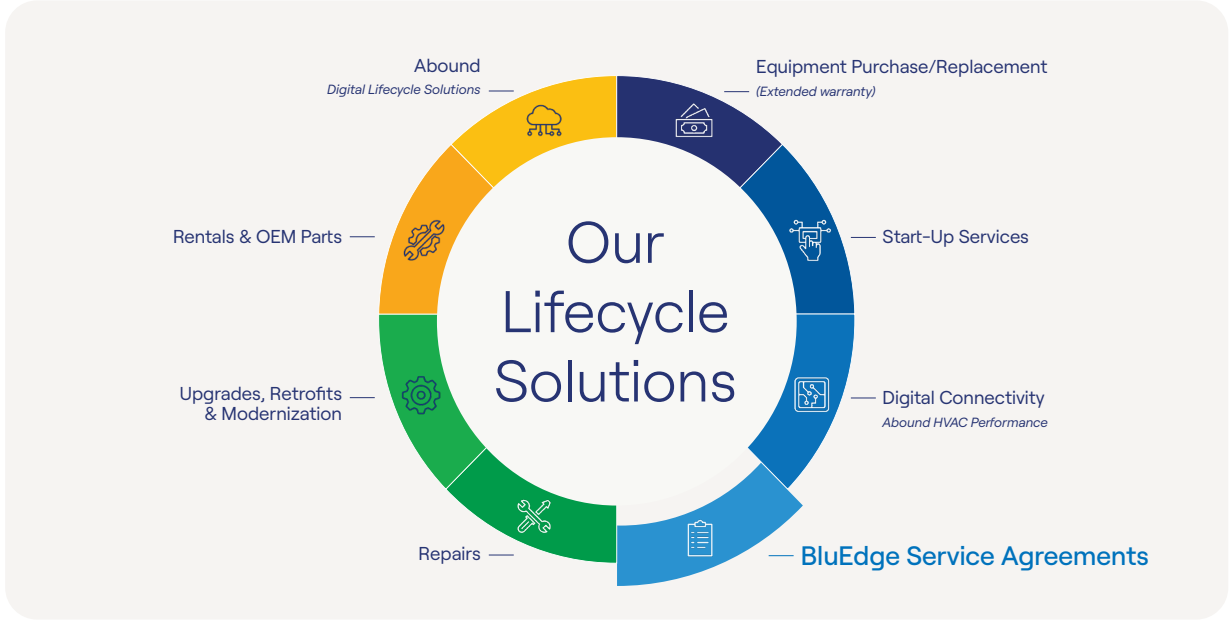 Our
Lifecycle
Solutions
Equipment Purchase/Replacement
(Extended warranty)
Start-Up Services
Digital Connectivity
Abound HVAC Performance
BluEdge Service Agreements
Repairs
Upgrades, Retrofits
& Modernization
Rentals & OEM Parts
Abound
Digital Lifecycle Solutions